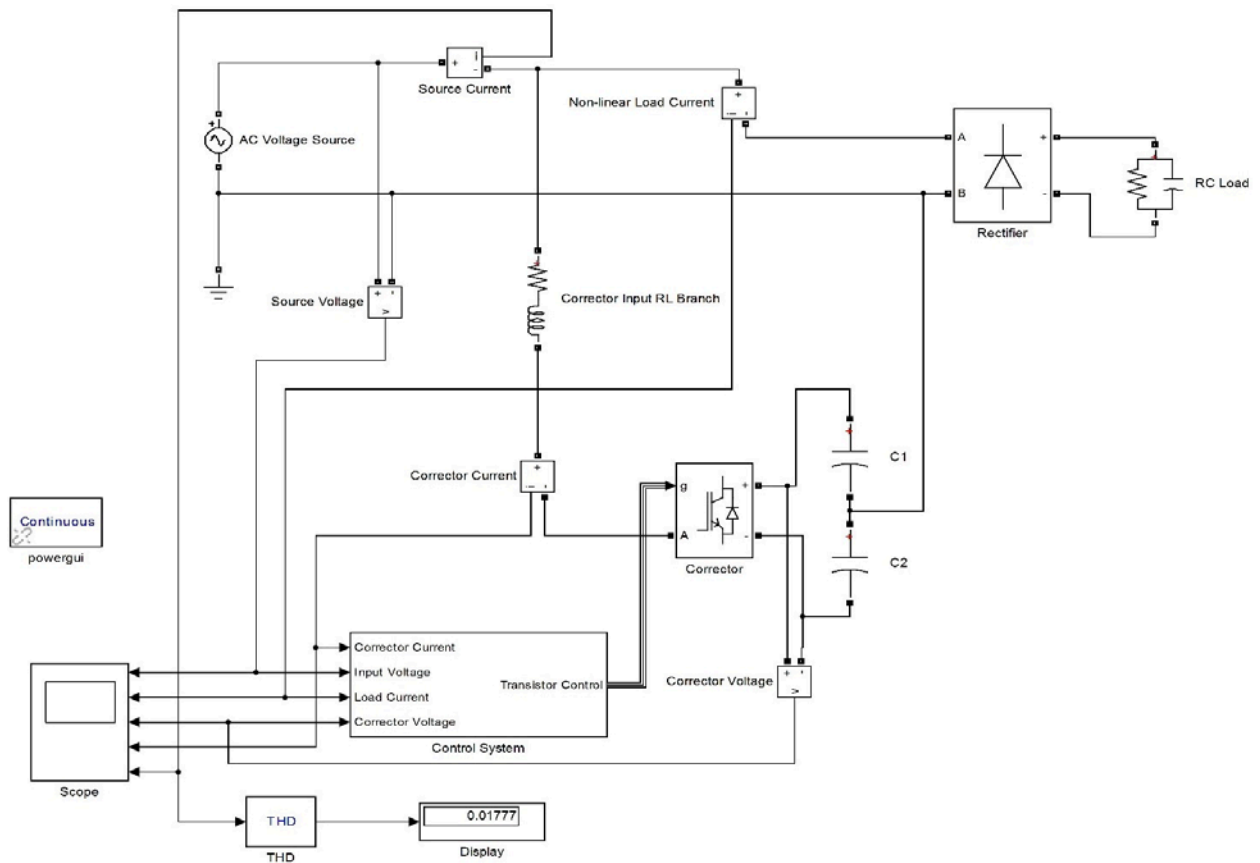 Source Current
Non-linear Load Current
AC Voltage Source
A
B
Rectifier
RC Load
Source Voltage
v
Corrector Input RL Branch
Corrector Current
i
g
A
Corrector
C1
C2
Continuous
powergui
Corrector Current
Input Voltage
Load Current
Corrector Voltage
Transistor Control
Control System
Corrector Voltage
v
Scope
THD
THD
0.01777
Display